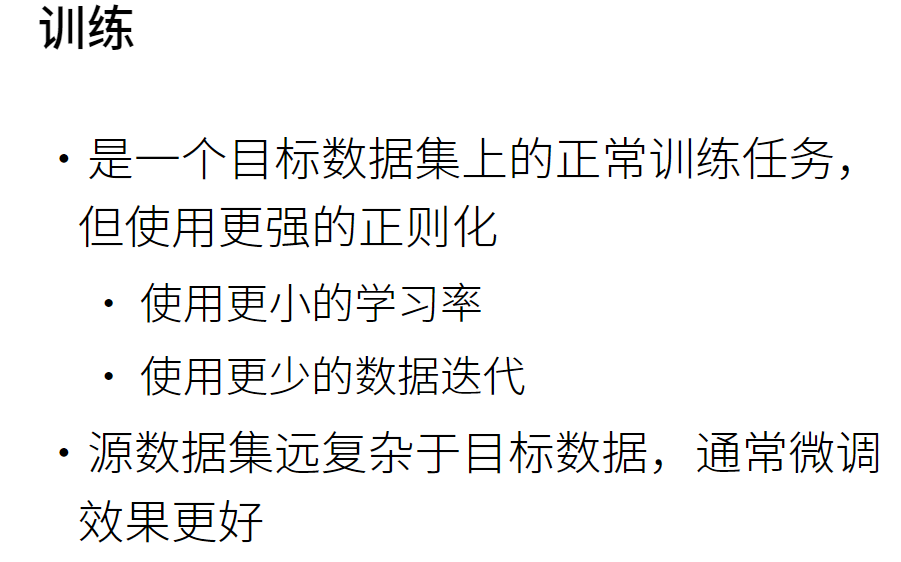 训练
• 是一个目标数据集上的正常训练任务，
但使用更强的正则化
• 使用更小的学习率
• 使用更少的数据迭代
• 源数据集远复杂于目标数据，通常微调
效果更好